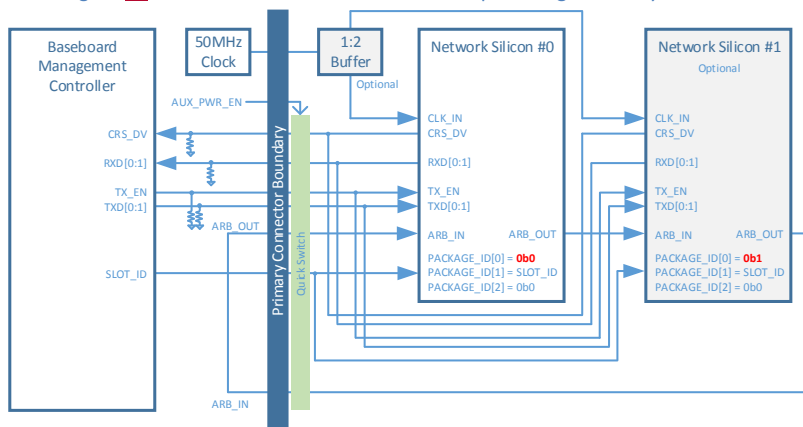 Baseboard
Management
Controller
CRS_DV
RXD[0:1]
TX_EN
TXD[0:1]
SLOT_ID
50MHz
Clock
AUX_PWR_EN
ARB_OUT
ARB_IN
Primary Connector Boundary
Quick Switch
1:2
Buffer
Optional
Network Silicon #0
CLK_IN
CRS_DV
RXD[0:1]
TX_EN
TXD[0:1]
ARB_IN
ARB_OUT
PACKAGE_ID[0] = 0b0
PACKAGE_ID[1] = SLOT_ID
PACKAGE_ID[2] = 0b0
Network Silicon #1
Optional
CLK_IN
CRS_DV
RXD[0:1]
TX_EN
TXD[0:1]
ARB_IN
ARB_OUT
PACKAGE_ID[0] = 0b1
PACKAGE_ID[1] = SLOT_ID
PACKAGE_ID[2] = 0b0